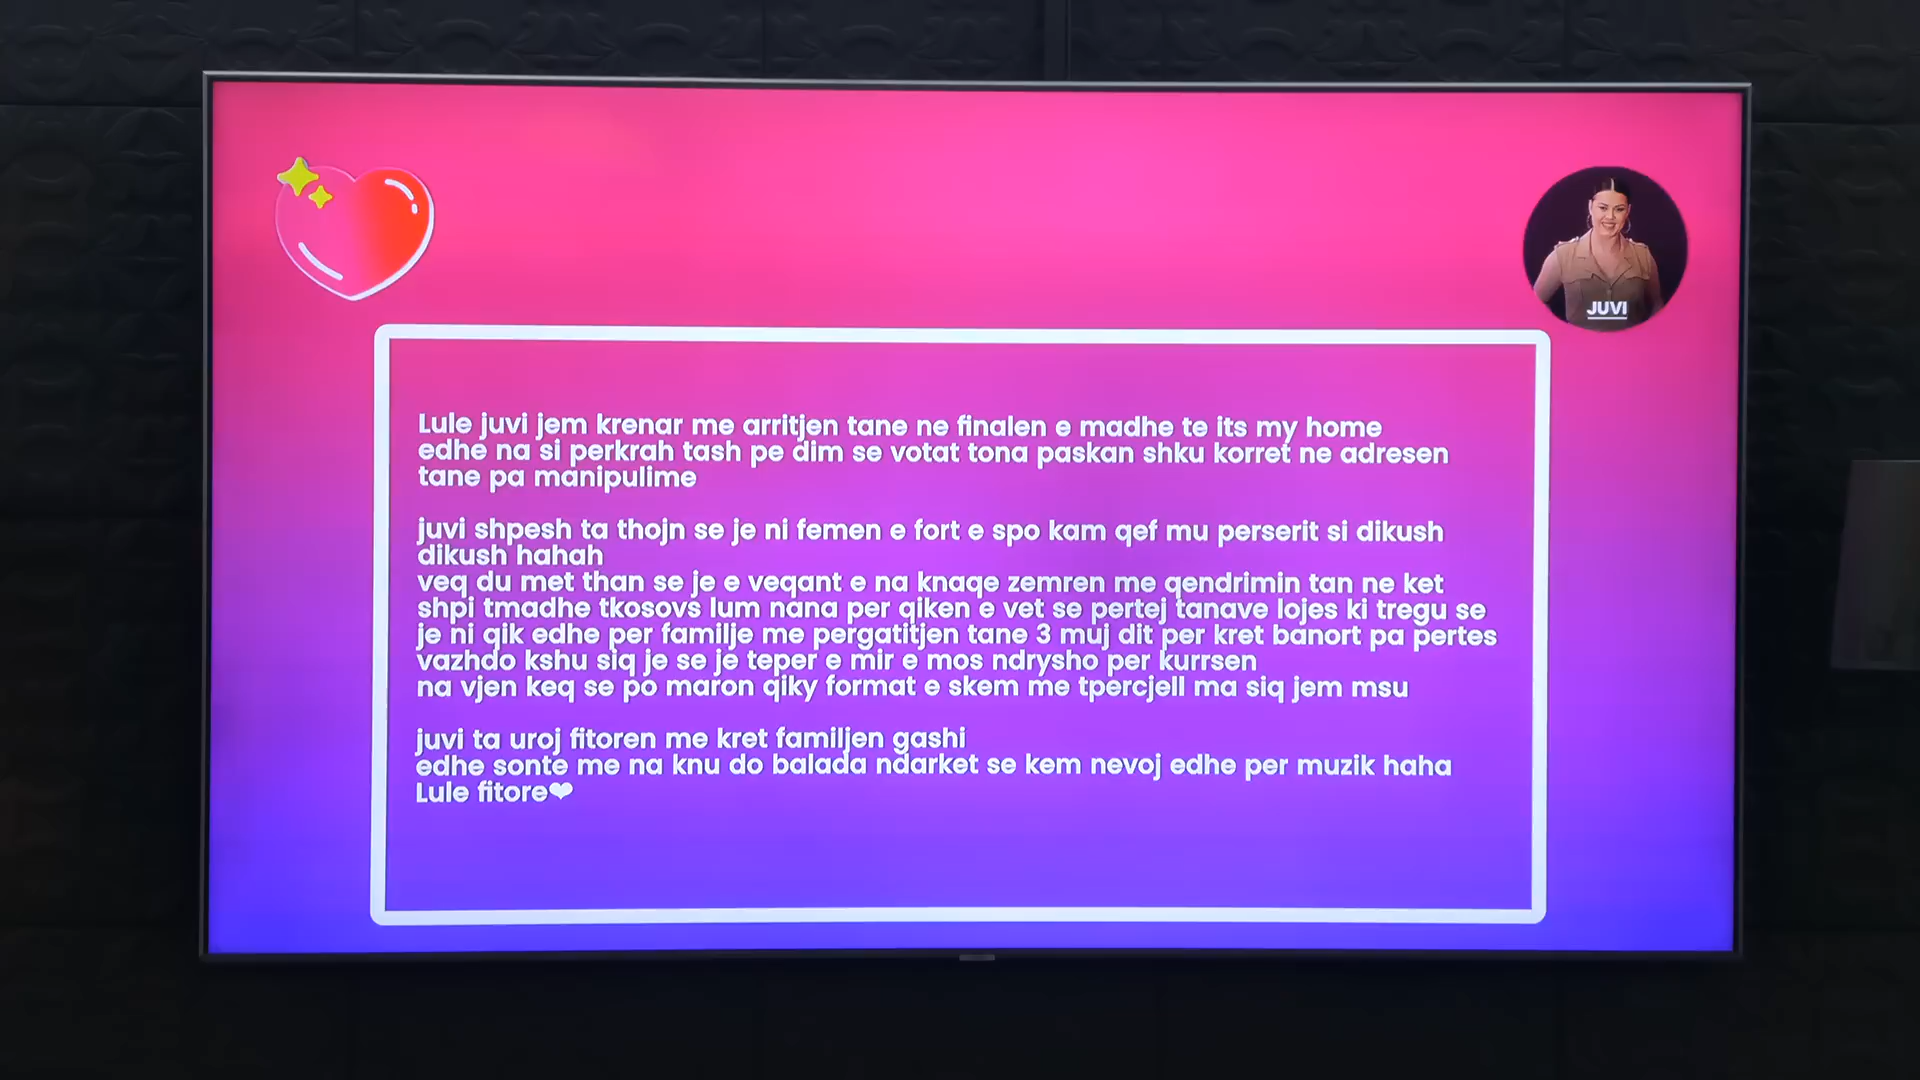 JUVI
Lule juvi jem krenar me arritjen tane ne finalen e madhe te its my home
edhe na si perkrah tash pe dim se votat tona paskan shku korret ne adresen
tane pa manipulime
juvi shpesh ta thojn se je ni femen e fort e spo kam qef mu perserit si dikush
dikush hahah
veq du met than se je e veqant e na knaqe zemren me qendrimin tan ne ket
shpi tmadhe tkosovs lum nana per qiken e vet se pertej tanave lojes ki tregu se
je ni qik edhe per familje me pergatitjen tane 3 muj dit per kret banort pa pertes
vazhdo kshu siq je se je teper e mir e mos ndrysho per kurrsen
na vjen keq se po maron qiky format e skem me tpercjell ma siq jem msu
juvi ta uroj fitoren me kret familjen gashi
edhe sonte me na knu do balada ndarket se kem nevoj edhe per muzik haha
Lule fitore❤